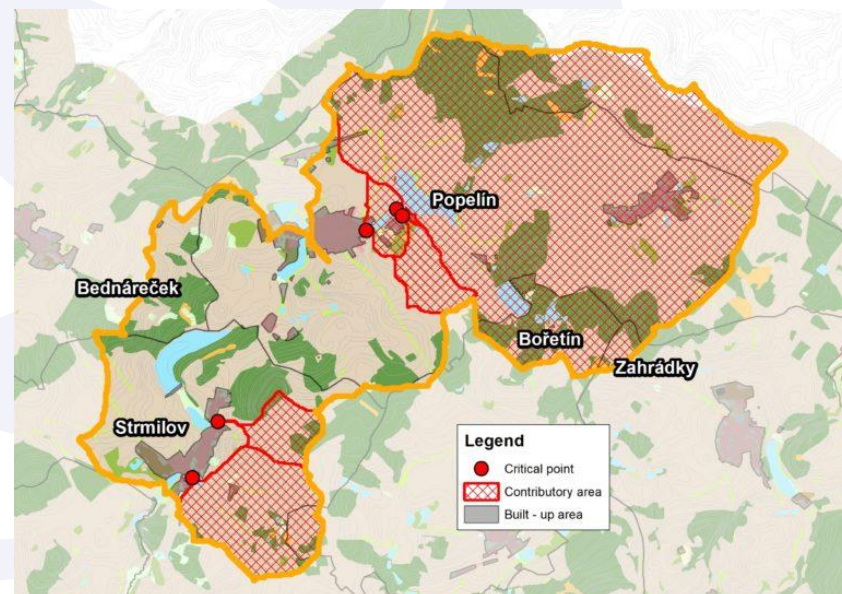 Popelín
Bednáreček
Bořetín
Zahrádky
Strmilov
Legend
Critical point
Contributory area
Built - up area